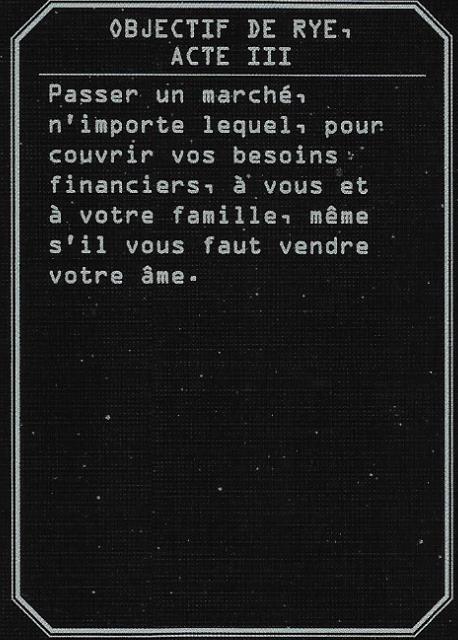 OBJECTIF DE RYE,
ACTE III
Passer un marché,
n'importe lequel, pour
couvrir vos besoins
financiers, à vous et
à votre famille, même
s'il vous faut vendre
votre âme.